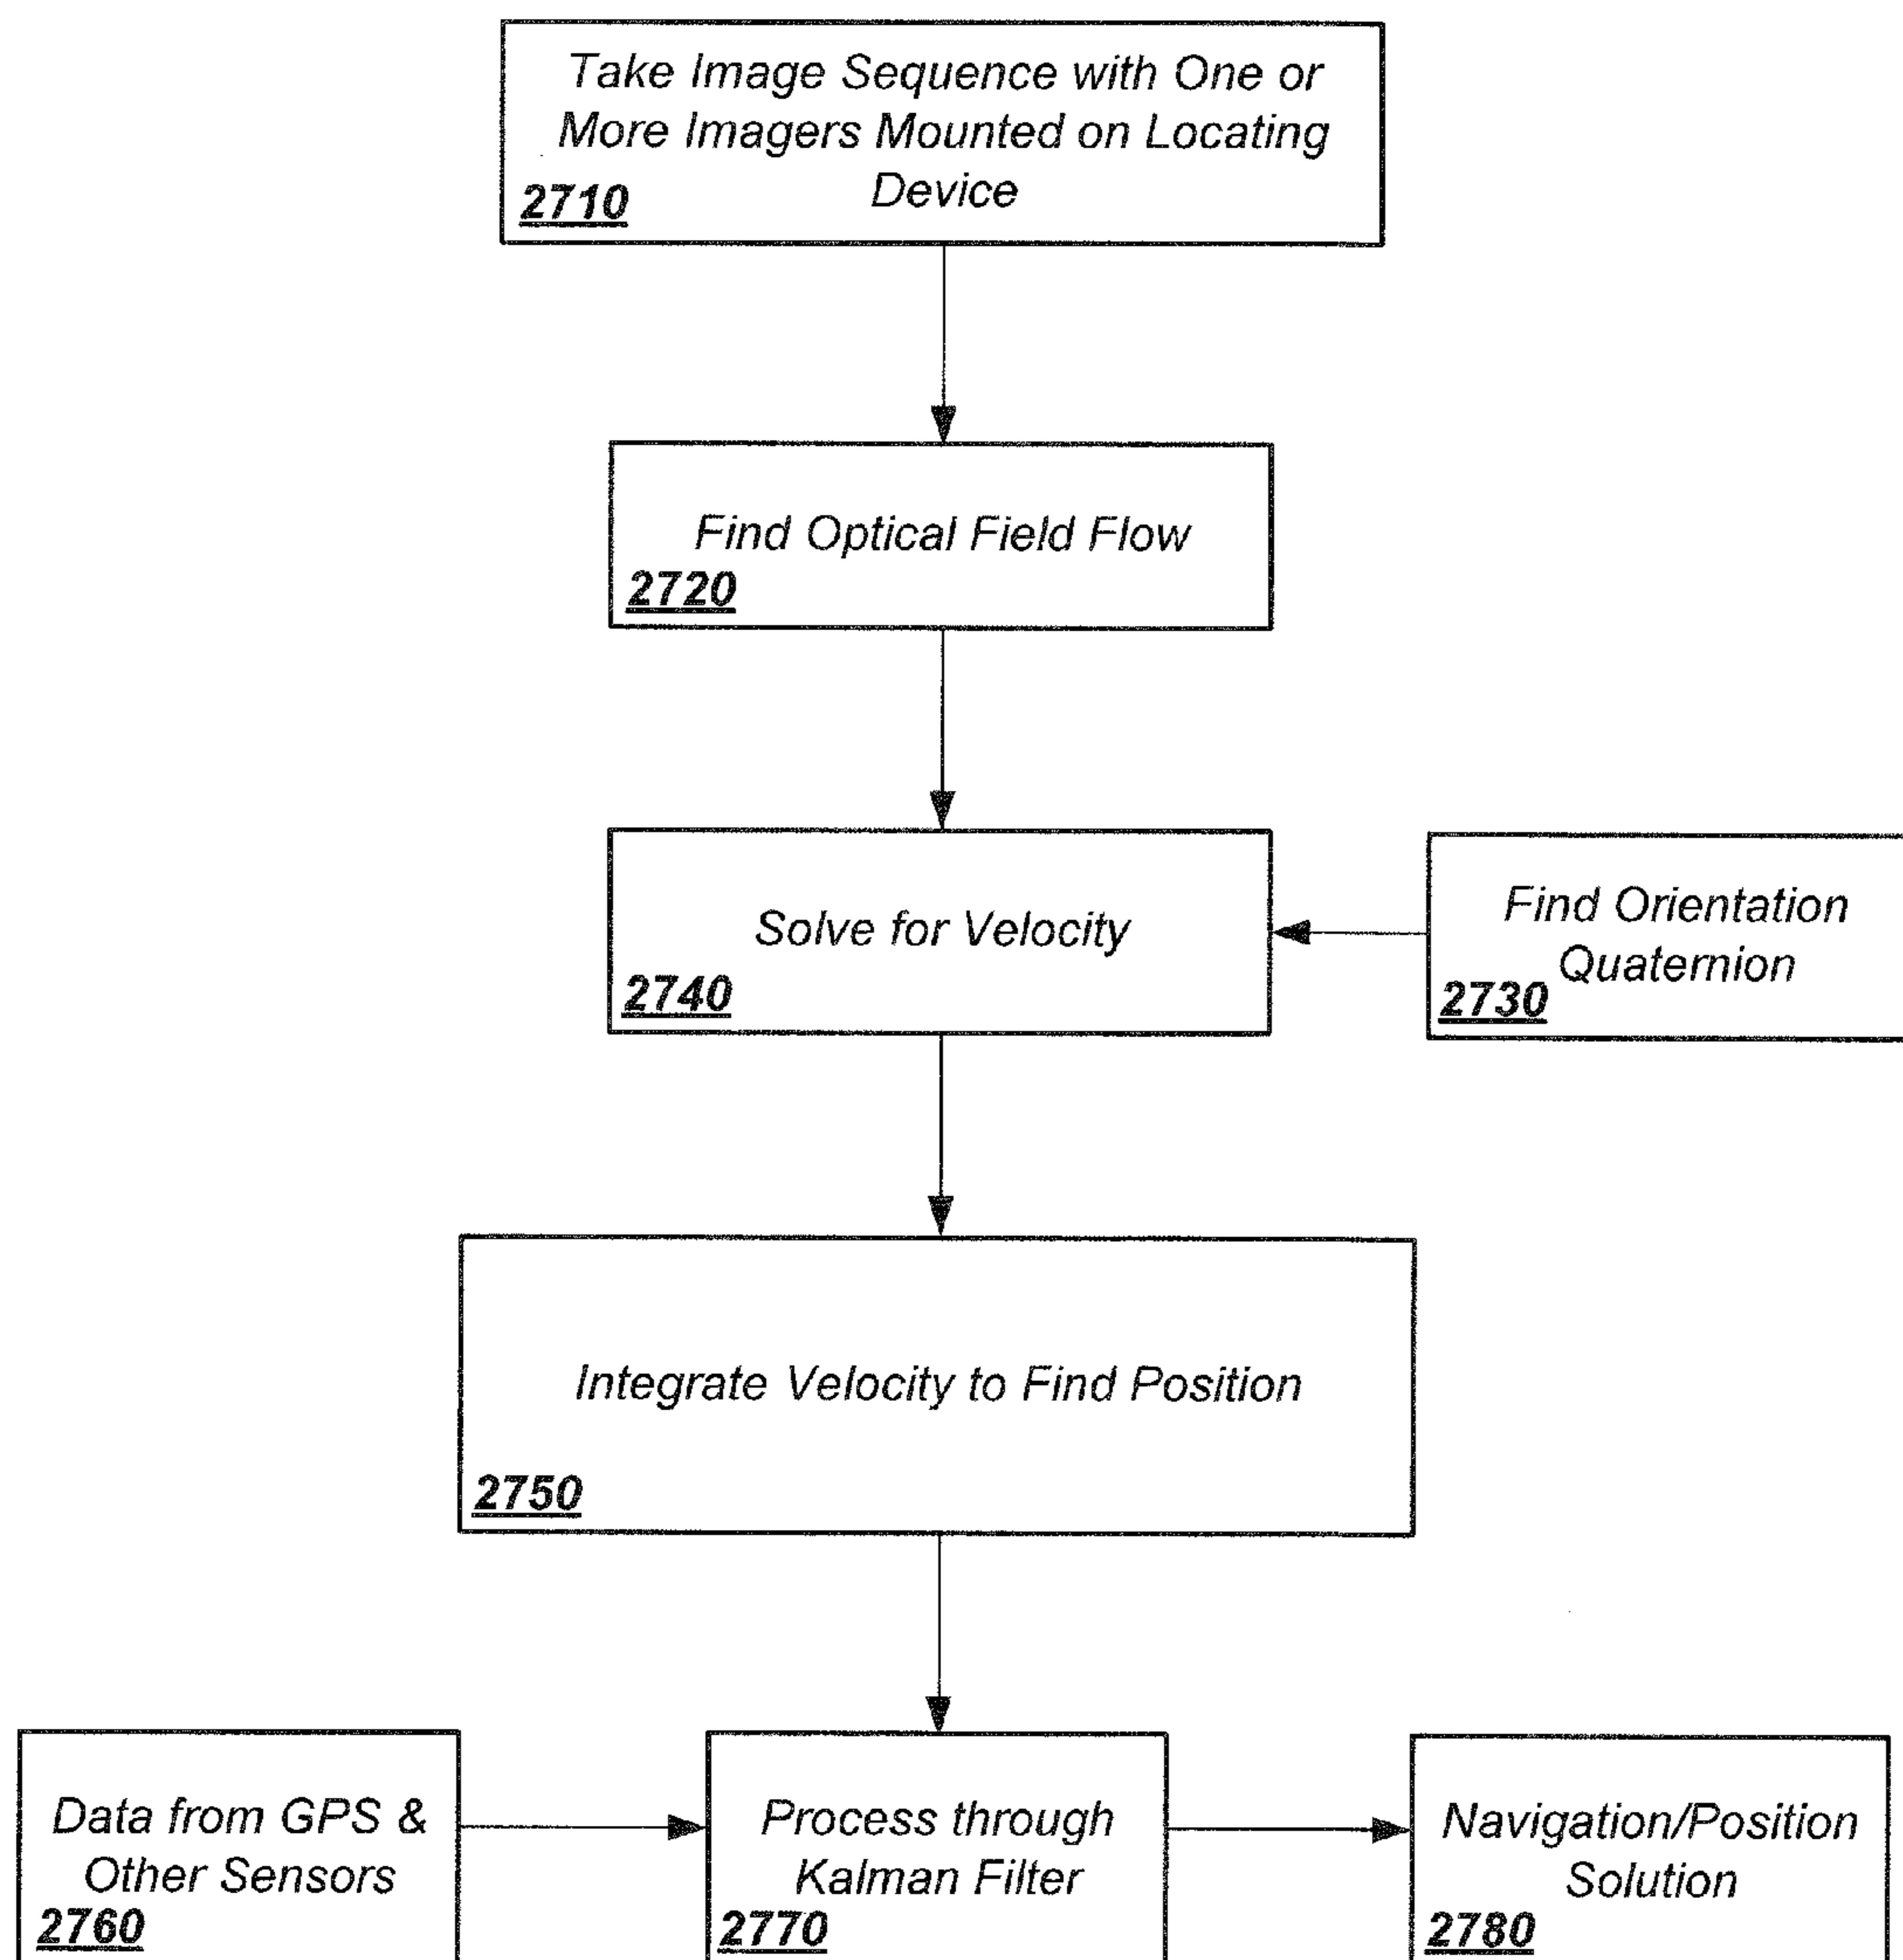 Take Image Sequence with One or
More Imagers Mounted on Locating
Device
2710
Find Optical Field Flow
2720
Solve for Velocity
2740
Find Orientation
Quaternion
2730
Integrate Velocity to Find Position
2750
Data from GPS &
Other Sensors
2760
Process through
Kalman Filter
2770
Navigation/Position
Solution
2780